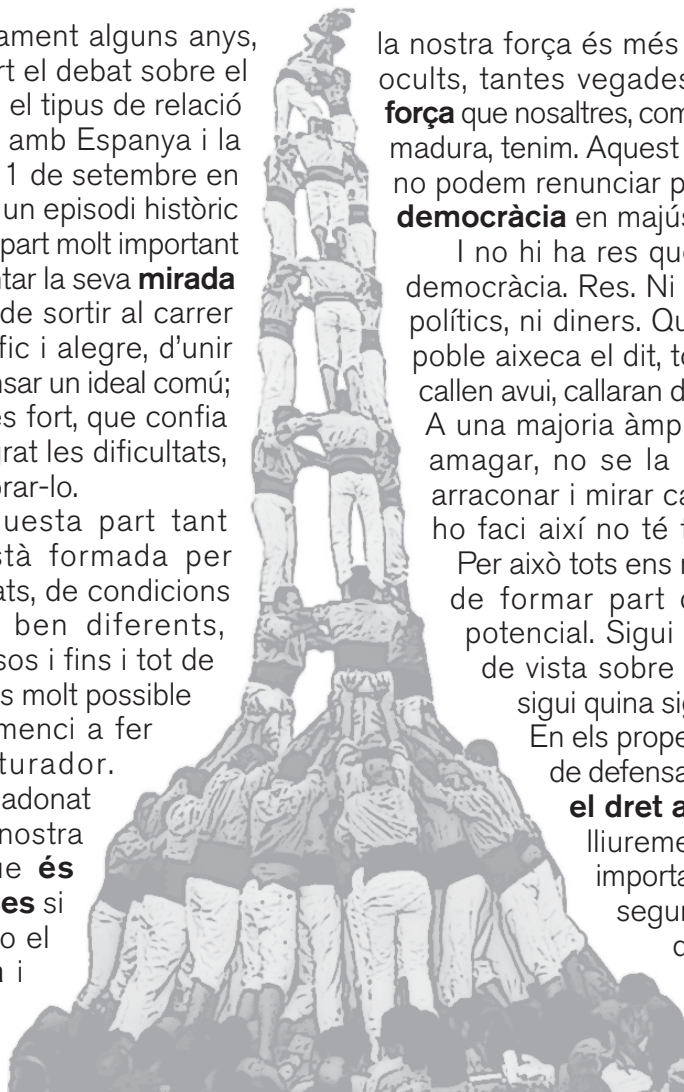 ament alguns anys,
rt el debat sobre el
el tipus de relació
amb Espanya i la
1 de setembre en
un episodi històric
part molt important
ntar la seva mirada
de sortir al carrer
fic i alegre, d’unir
nsar un ideal comú;
s fort, que confia
grat les dificultats,
rar-lo.
uesta part tant
stà formada per
ats, de condicions
ben diferents,
sos i fins i tot de
s molt possible
menci a fer
turador.
adonat
nostra
ue és
es si
o el
i
la nostra força és més
ocults, tantes vegades
força que nosaltres, com
madura, tenim. Aquest
no podem renunciar p
democràcia en majús
I no hi ha res que
democràcia. Res. Ni
polítics, ni diners. Qu
poble aixeca el dit, to
callen avui, callaran d
A una majoria àmp
amagar, no se la
arraconar i mirar ca
ho faci així no té f
Per això tots ens
de formar part
potencial. Sigui
de vista sobre
sigui quina sig
En els prope
de defensa
el dret a
lliureme
importa
segur